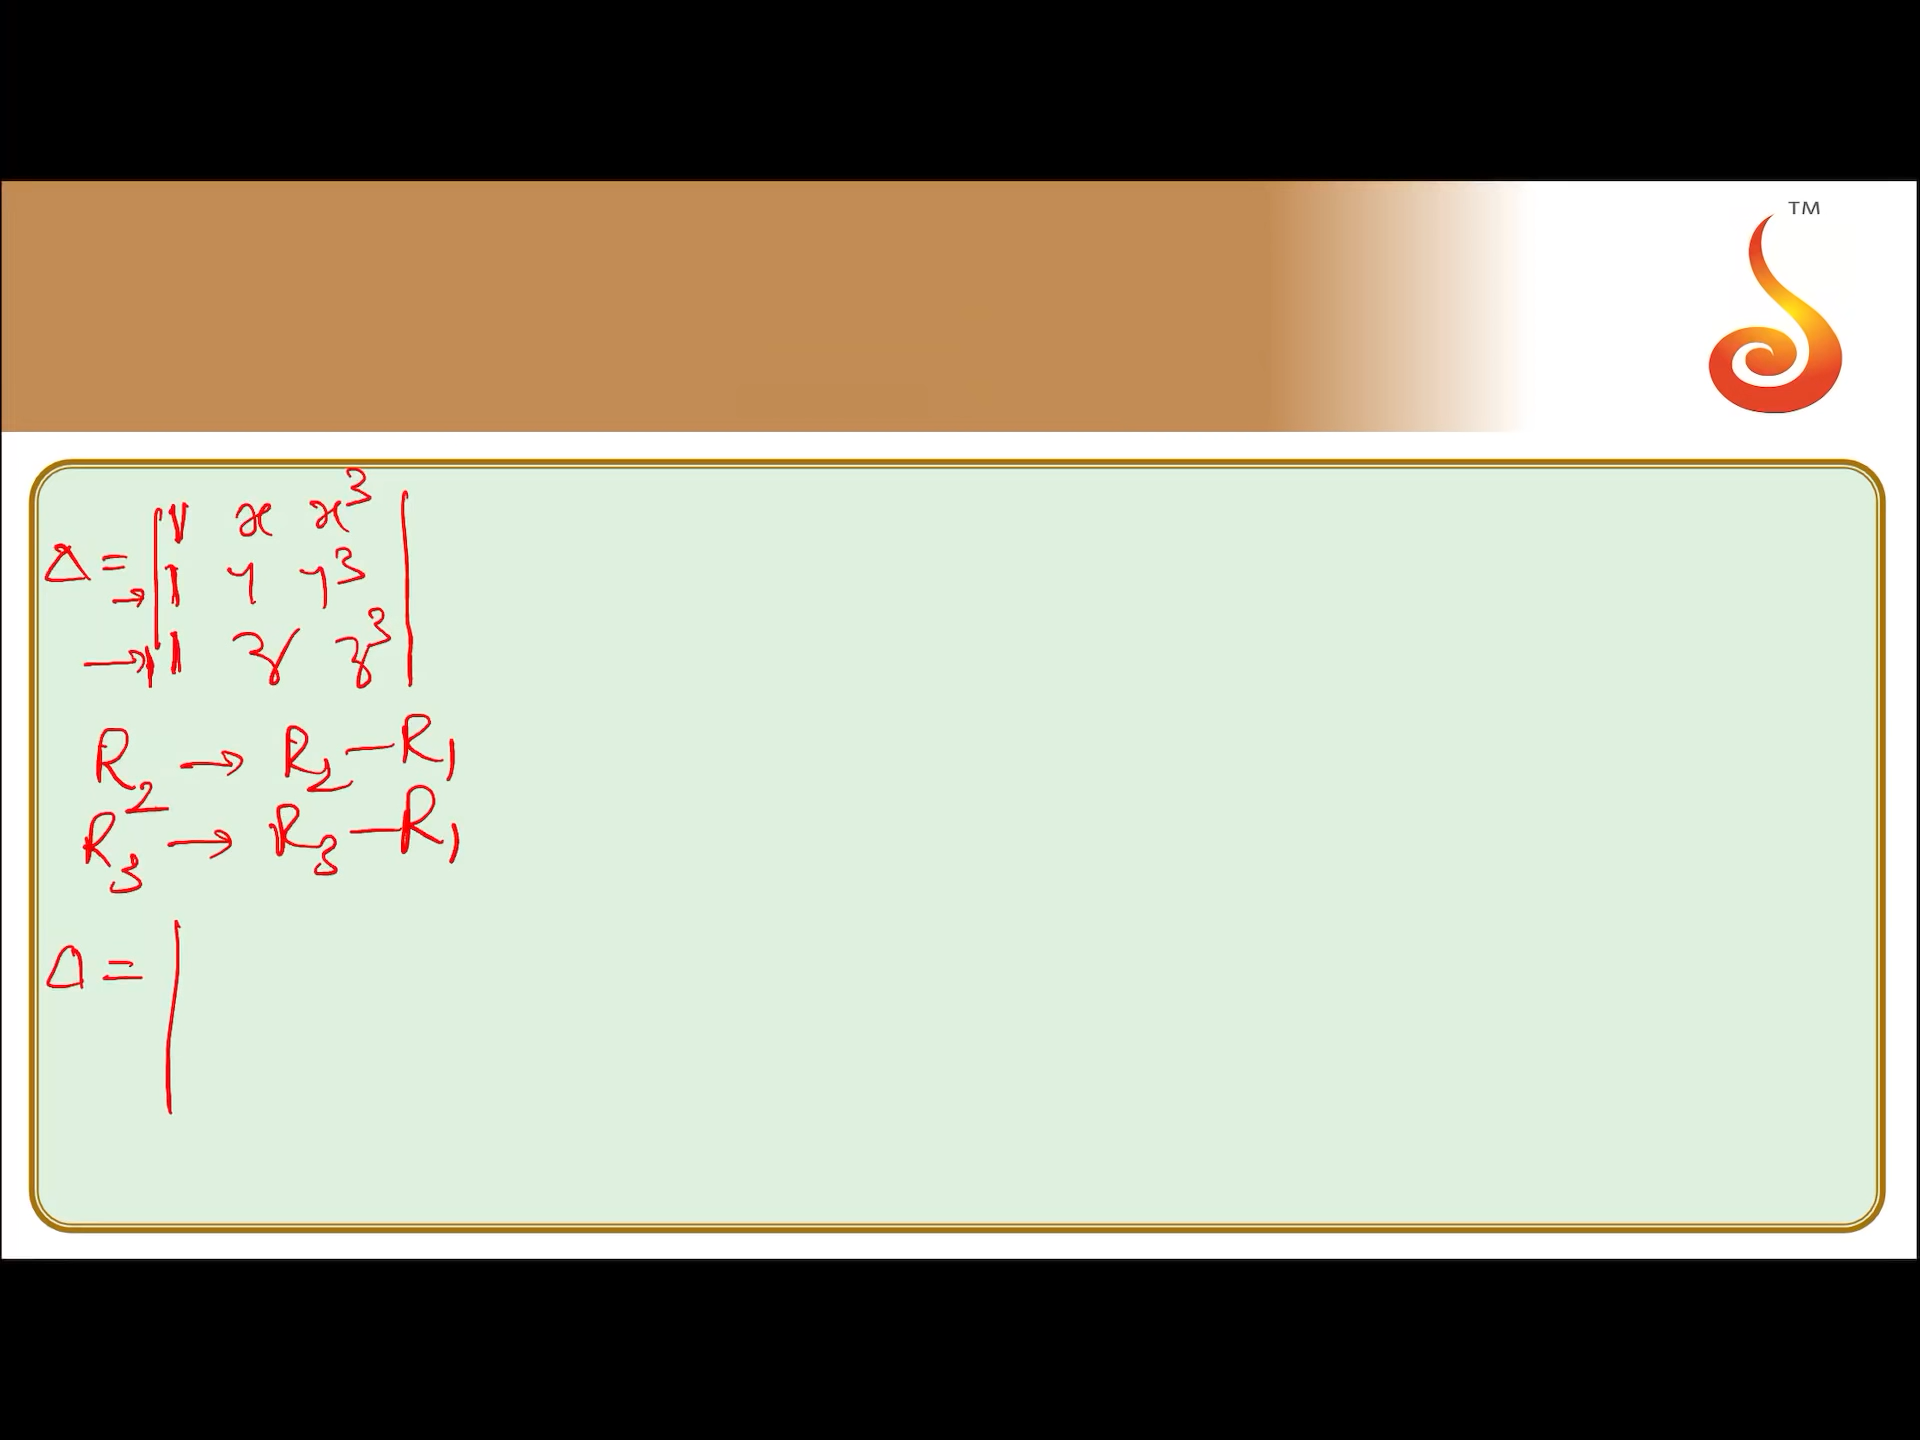 TM
Δ = | 1 x x³ |
→ | 1 y y³ |
→ | 1 z z³ |
R₂ → R₂ − R₁
R₃ → R₃ − R₁
Δ = |